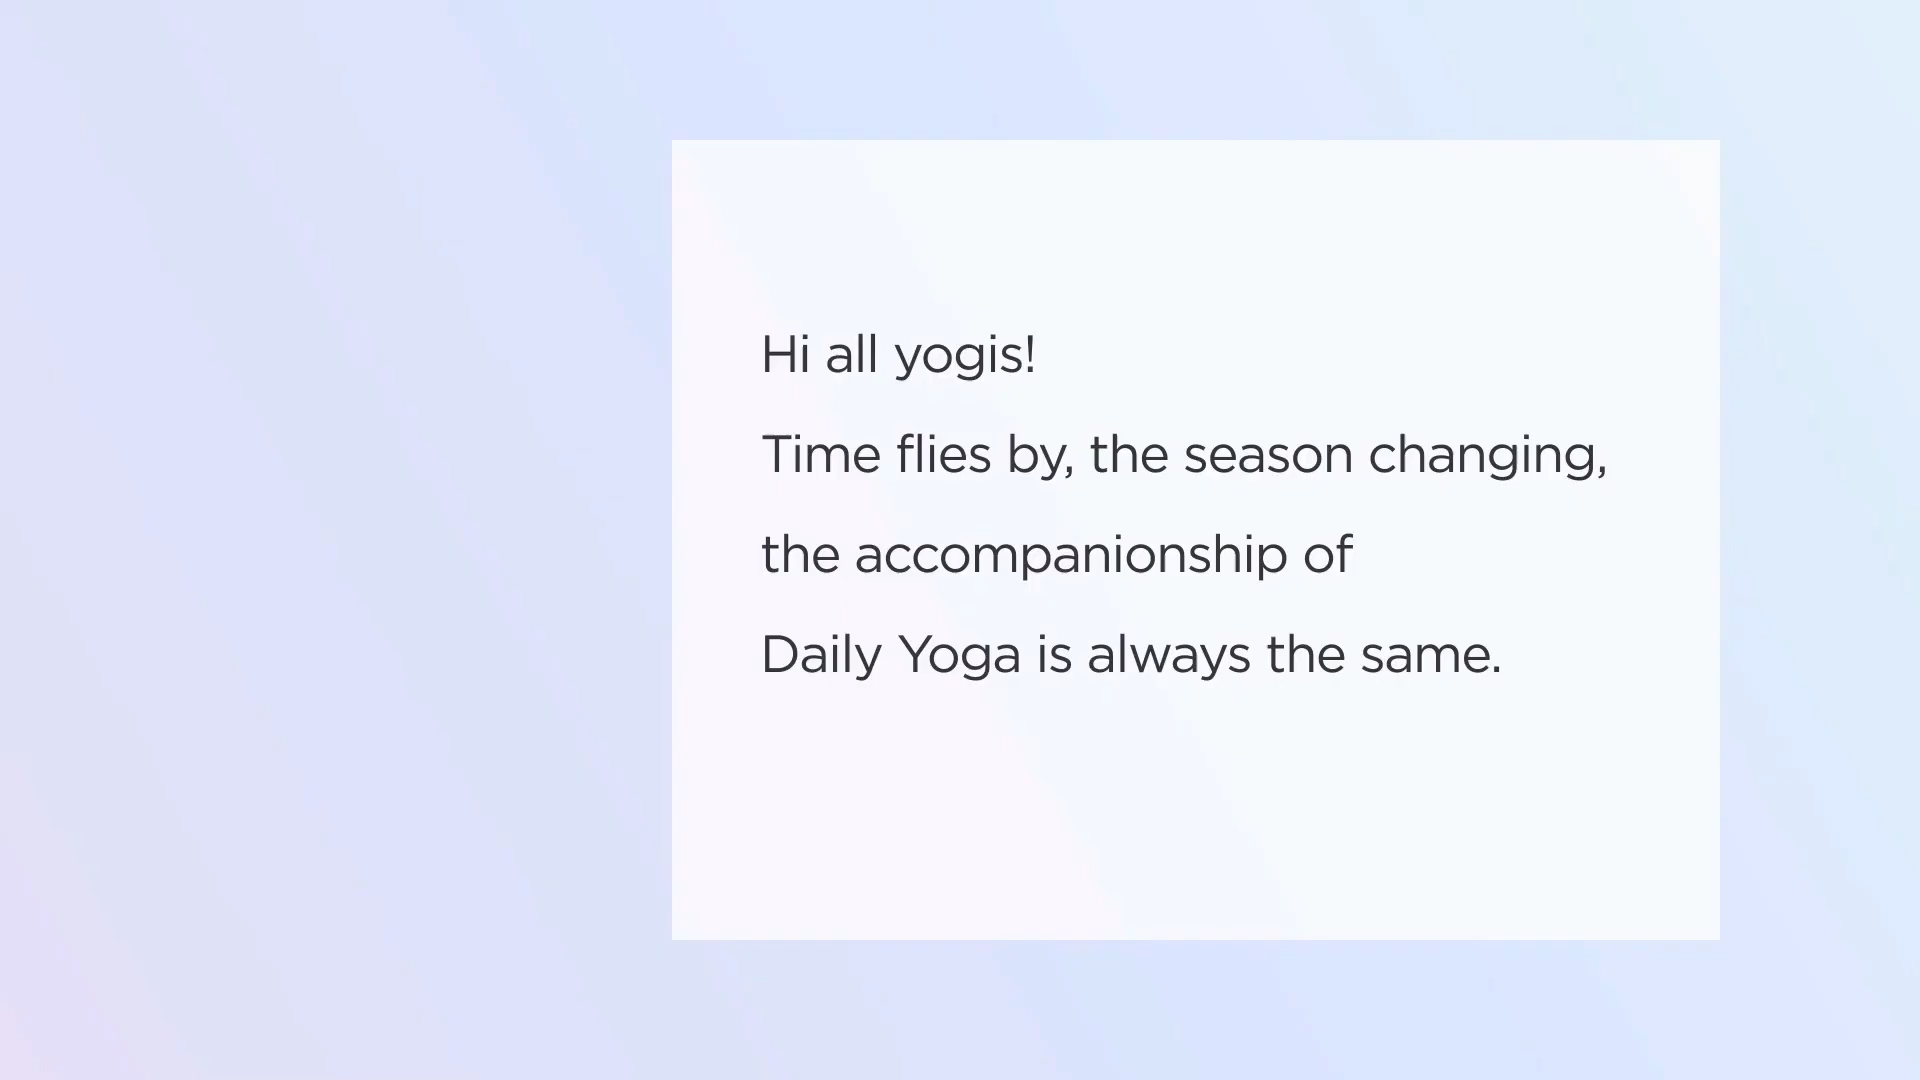 Hi all yogis!
Time flies by, the season changing,
the accompanionship of
Daily Yoga is always the same.